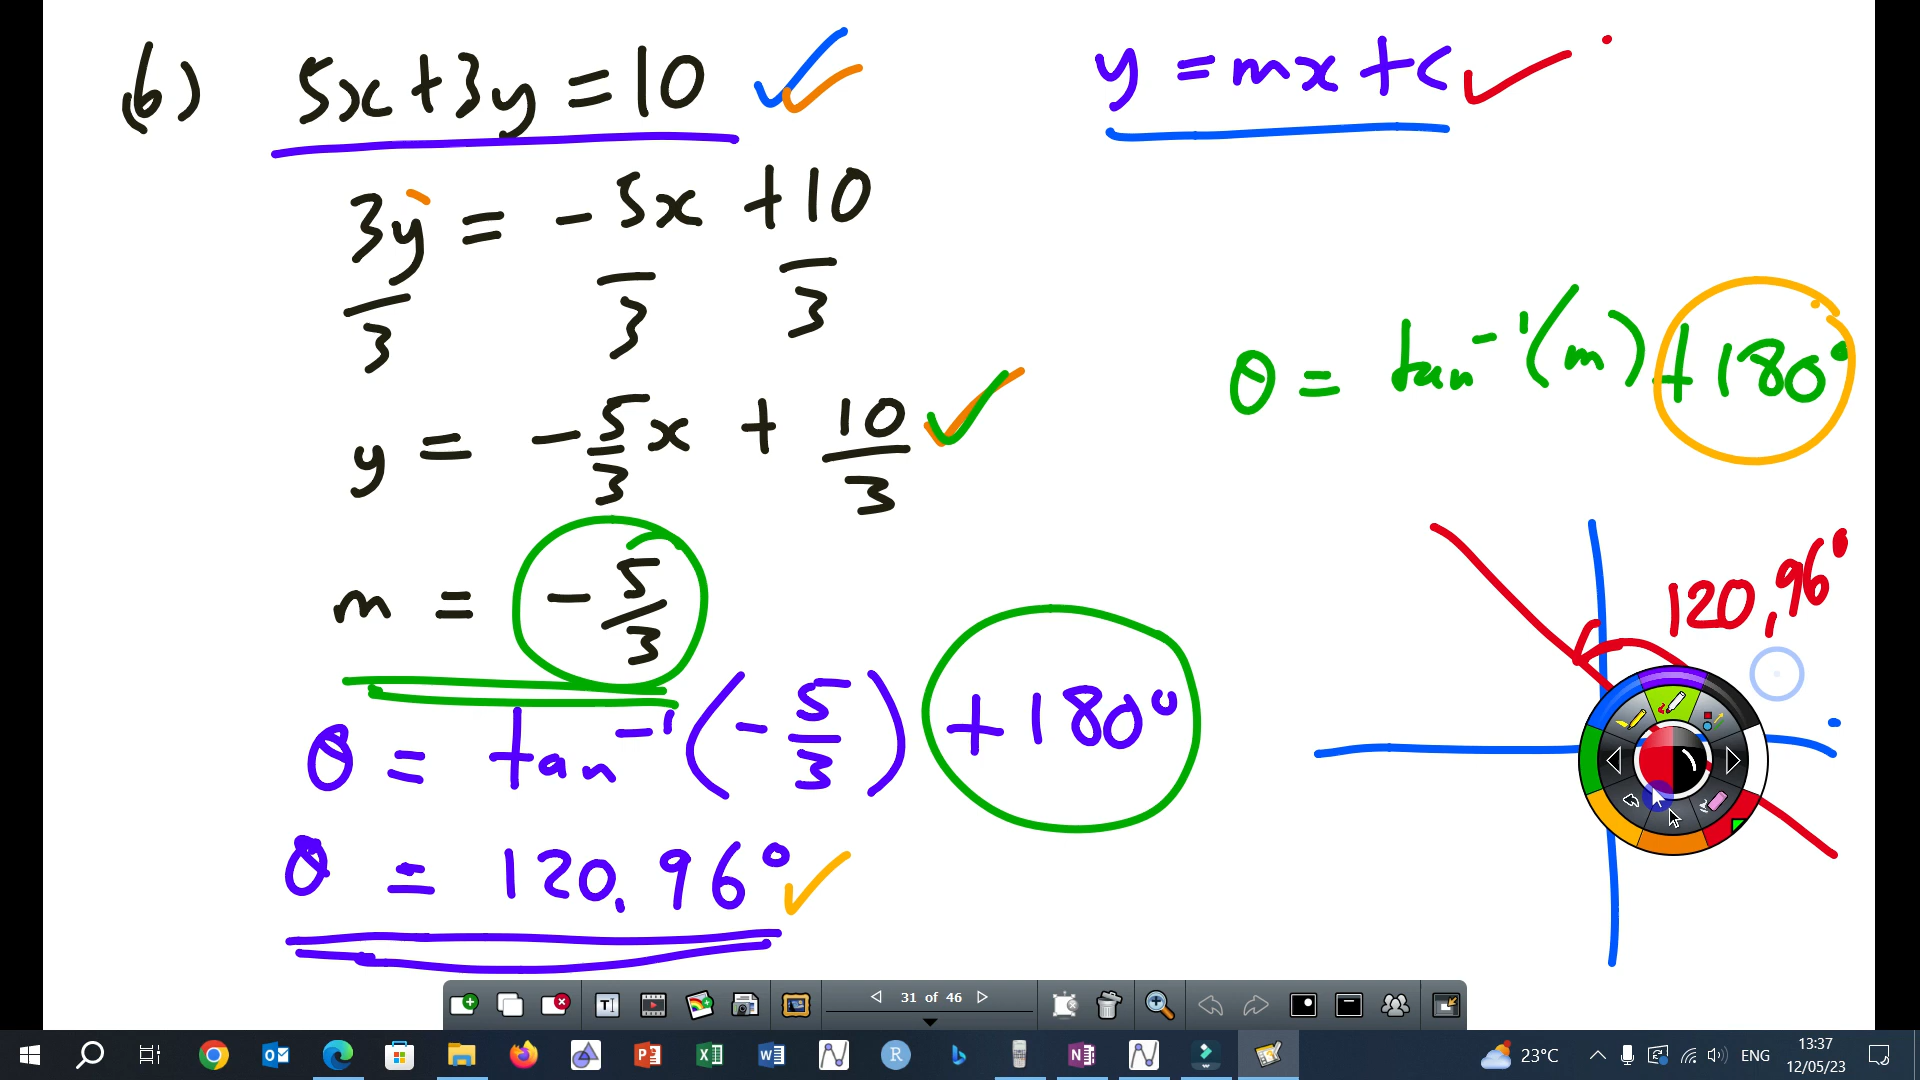 b) 5x+3y=10
y = mx + c
3y/3 = -5x/3 + 10/3
y = -5/3x + 10/3
θ = tan⁻¹(m) + 180°
m = -5/3
120,96°
θ = tan⁻¹(-5/3) + 180°
θ = 120,96°
31 of 46
23°C
ENG
13:37
12/05/23